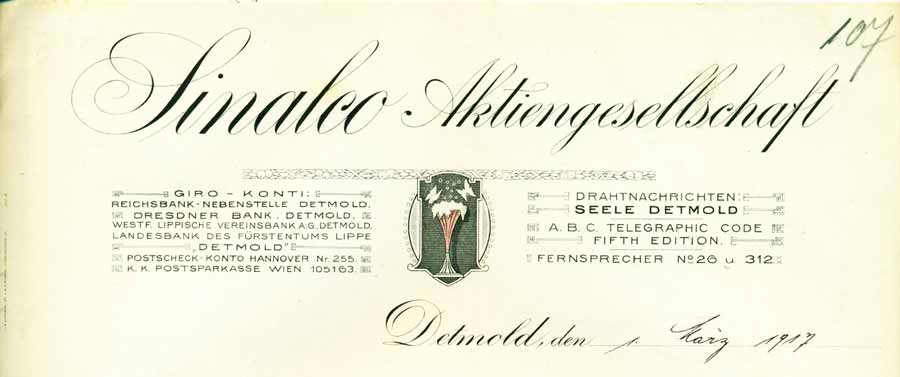 107
Sinalco Aktiengesellschaft
GIRO - KONTI:
REICHSBANK-NEBENSTELLE DETMOLD,
DRESDNER BANK, DETMOLD,
WESTF. LIPPISCHE VEREINSBANK A:G., DETMOLD,
LANDESBANK DES FÜRSTENTUMS LIPPE
„DETMOLD"
POSTSCHECK-KONTO HANNOVER Nr. 255.
K. K. POSTSPARKASSE WIEN 105163.
DRAHTNACHRICHTEN:
SEELE DETMOLD
A. B. C. TELEGRAPHIC CODE
FIFTH EDITION.
FERNSPRECHER No 26 u 312
Detmold, den 1. März 1917